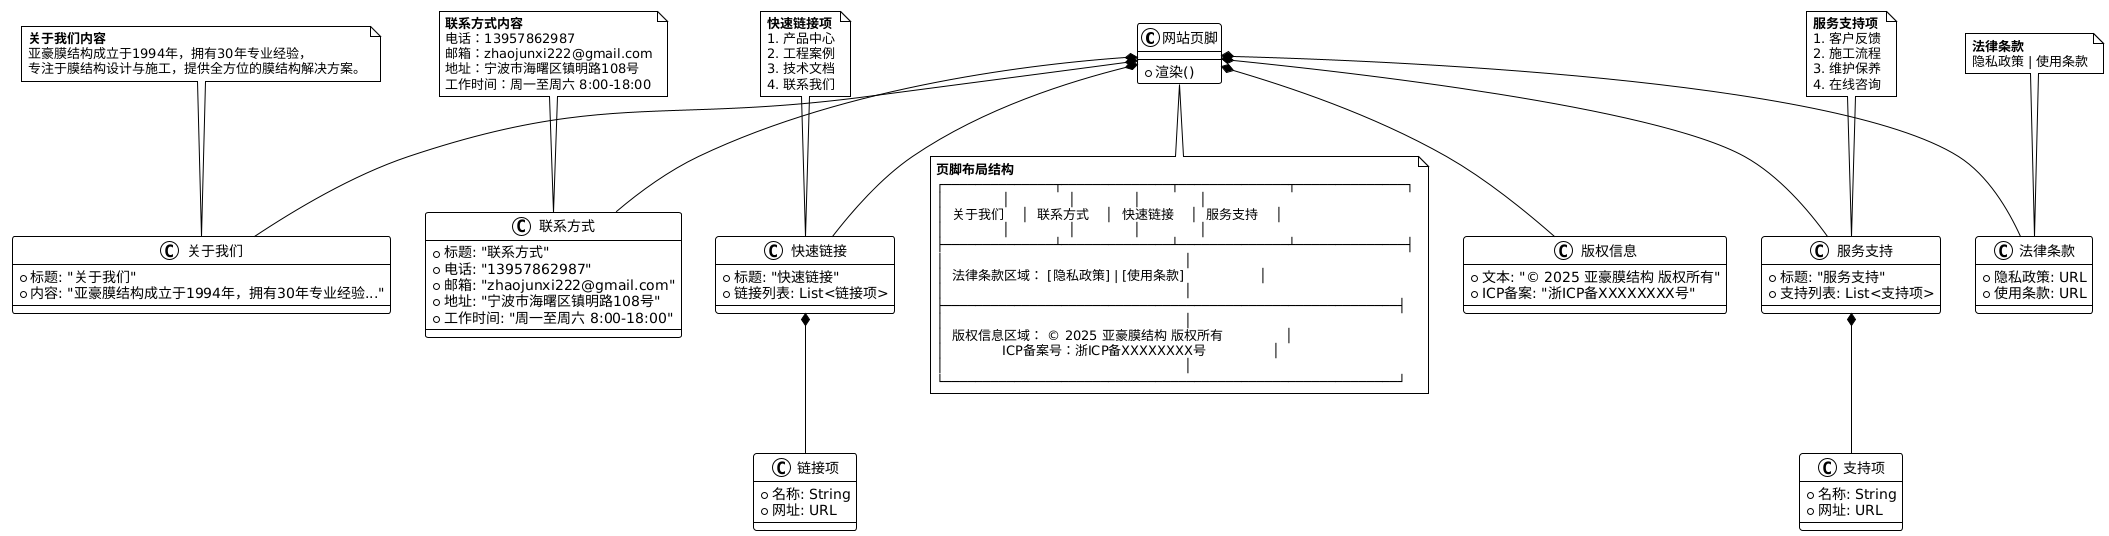 关于我们内容
亚豪膜结构成立于1994年，拥有30年专业经验，
专注于膜结构设计与施工，提供全方位的膜结构解决方案。
联系方式内容
电话：13957862987
邮箱：zhaojunxi222@gmail.com
地址：宁波市海曙区镇明路108号
工作时间：周一至周六 8:00-18:00
快速链接项
1. 产品中心
2. 工程案例
3. 技术文档
4. 联系我们
C 网站页脚
渲染()
服务支持项
1. 客户反馈
2. 施工流程
3. 维护保养
4. 在线咨询
法律条款
隐私政策 | 使用条款
页脚布局结构
关于我们 │ 联系方式 │ 快速链接 │ 服务支持 │
法律条款区域： [隐私政策] | [使用条款] │
版权信息区域： © 2025 亚豪膜结构 版权所有 │
ICP备案号：浙ICP备XXXXXXXX号 │
C 关于我们
标题: "关于我们"
内容: "亚豪膜结构成立于1994年，拥有30年专业经验..."
C 联系方式
标题: "联系方式"
电话: "13957862987"
邮箱: "zhaojunxi222@gmail.com"
地址: "宁波市海曙区镇明路108号"
工作时间: "周一至周六 8:00-18:00"
C 快速链接
标题: "快速链接"
链接列表: List<链接项>
C 版权信息
文本: "© 2025 亚豪膜结构 版权所有"
ICP备案: "浙ICP备XXXXXXXX号"
C 服务支持
标题: "服务支持"
支持列表: List<支持项>
C 法律条款
隐私政策: URL
使用条款: URL
C 链接项
名称: String
网址: URL
C 支持项
名称: String
网址: URL